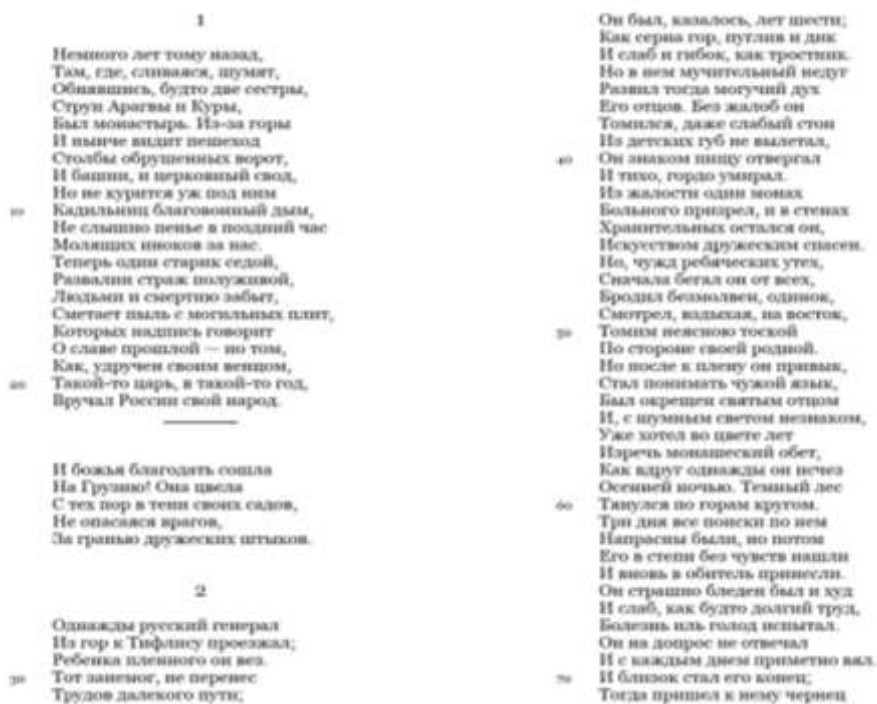 1
Немного лет тому назад,
Там, где, сливаяся, шумят,
Обнявшись, будто две сестры,
Струи Арагвы и Куры,
Был монастырь. Из-за горы
И нынче видит пешеход
Столбы обрушенных ворот,
И башни, и церковный свод,
Но не курится уж под ним
10 Кадильниц благовонный дым,
Не слышно пенье в поздний час
Молящих иноков за нас.
Теперь один старик седой,
Развалин страж полуживой,
Людьми и смертию забыт,
Сметает пыль с могильных плит,
Которых надпись говорит
О славе прошлой — и о том,
Как, удручен своим венцом,
20 Такой-то царь, в такой-то год,
Вручал России свой народ.
И божья благодать сошла
На Грузию! Она цвела
С тех пор в тени своих садов,
Не опасаяся врагов,
За гранью дружеских штыков.
2
Однажды русский генерал
Из гор к Тифлису проезжал;
Ребенка пленного он вез.
30 Тот занемог, не перенес
Трудов далекого пути;
Он был, казалось, лет шести;
Как серна гор, пуглив и дик
И слаб и гибок, как тростник.
Но в нем мучительный недуг
Развил тогда могучий дух
Его отцов. Без жалоб он
Томился, даже слабый стон
Из детских губ не вылетал,
40 Он знаком пищу отвергал
И тихо, гордо умирал.
Из жалости один монах
Больного призрел, и в стенах
Хранительных остался он,
Искусством дружеским спасен.
Но, чужд ребяческих утех,
Сначала бегал он от всех,
Бродил безмолвен, одинок,
Смотрел, вздыхая, на восток,
50 Томим неясною тоской
По стороне своей родной.
Но после к плену он привык,
Стал понимать чужой язык,
Был окрещен святым отцом
И, с шумным светом незнаком,
Уже хотел во цвете лет
Изречь монашеский обет,
Как вдруг однажды он исчез
Осенней ночью. Темный лес
60 Тянулся по горам кругом.
Три дня все поиски по нем
Напрасны были, но потом
Его в степи без чувств нашли
И вновь в обитель принесли.
Он страшно бледен был и худ
И слаб, как будто долгий труд,
Болезнь иль голод испытал.
Он на допрос не отвечал
И с каждым днем приметно вял.
70 И близок стал его конец;
Тогда пришел к нему чернец